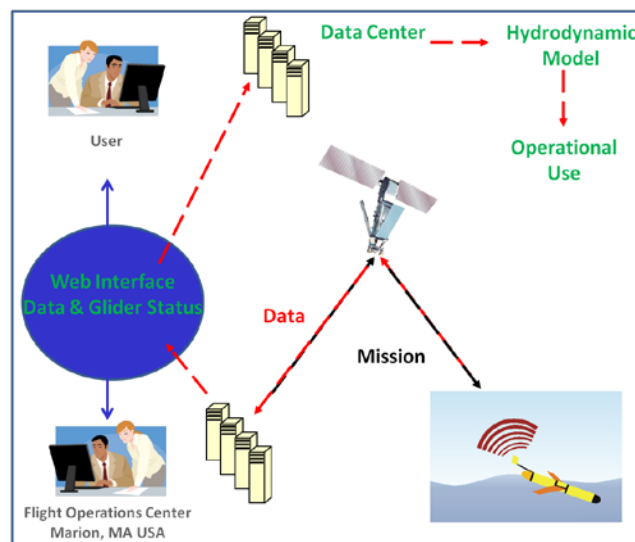 Data Center
Hydrodynamic
Model
Operational
Use
User
Web Interface
Data & Glider Status
Data
Mission
Flight Operations Center
Marion, MA USA